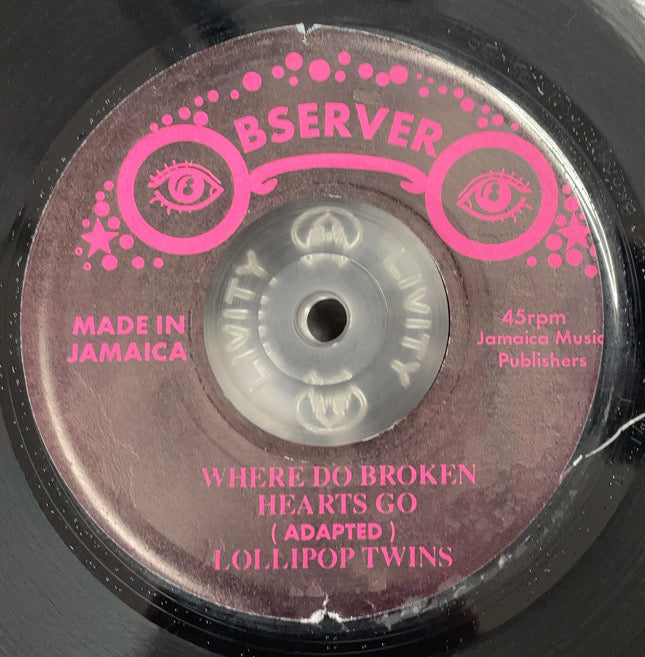 BSERVER
LIVITY
LIVITY
MADE IN
JAMAICA
45rpm
Jamaica Music
Publishers
WHERE DO BROKEN
HEARTS GO
( ADAPTED )
LOLLIPOP TWINS